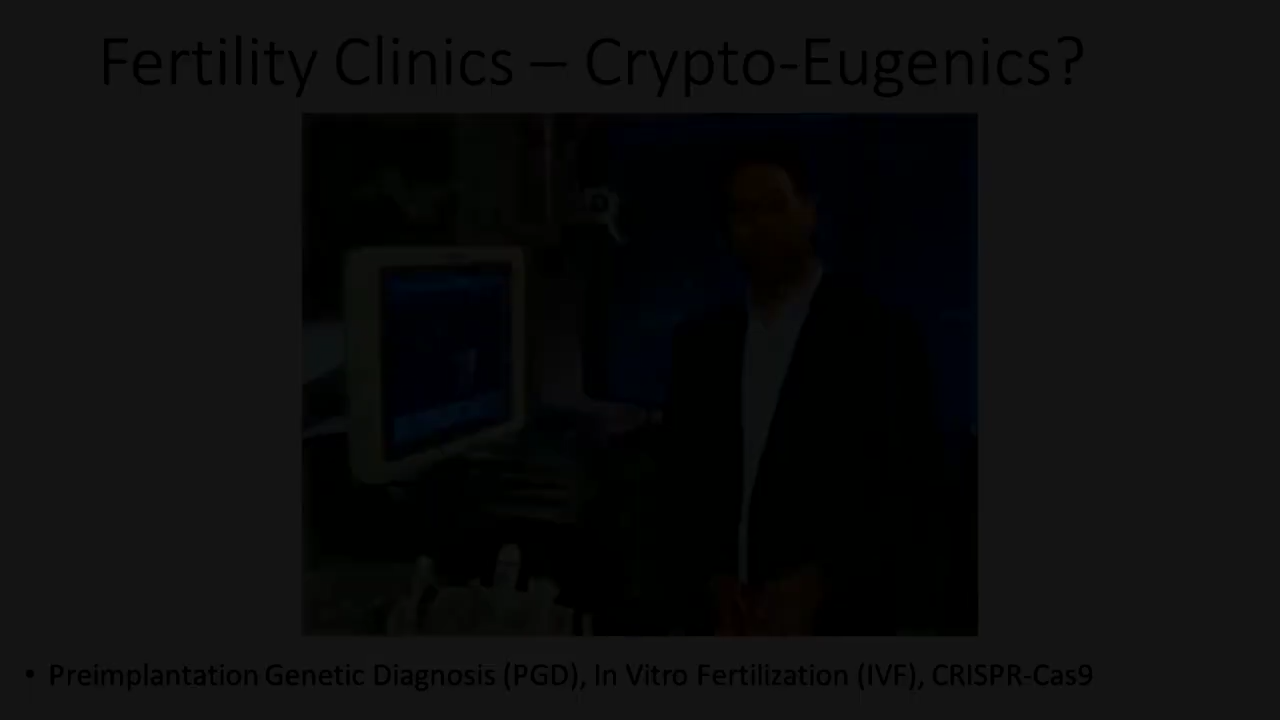 Fertility Clinics – Crypto-Eugenics?
• Preimplantation Genetic Diagnosis (PGD), In Vitro Fertilization (IVF), CRISPR-Cas9